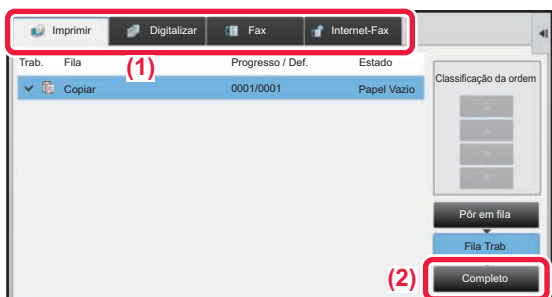 Imprimir Digitalizar Fax Internet-Fax
(1)
Trab. Fila Progresso / Def. Estado
Classificação da ordem
Copiar 0001/0001 Papel Vazio
Pôr em fila
Fila Trab
(2)
Completo